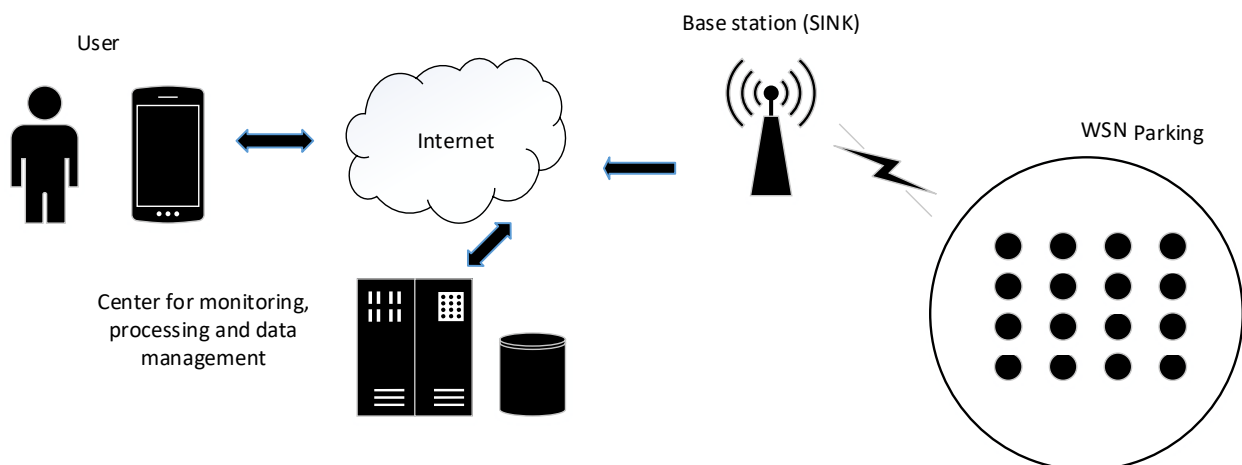 User
Base station (SINK)
Internet
WSN Parking
Center for monitoring,
processing and data
management